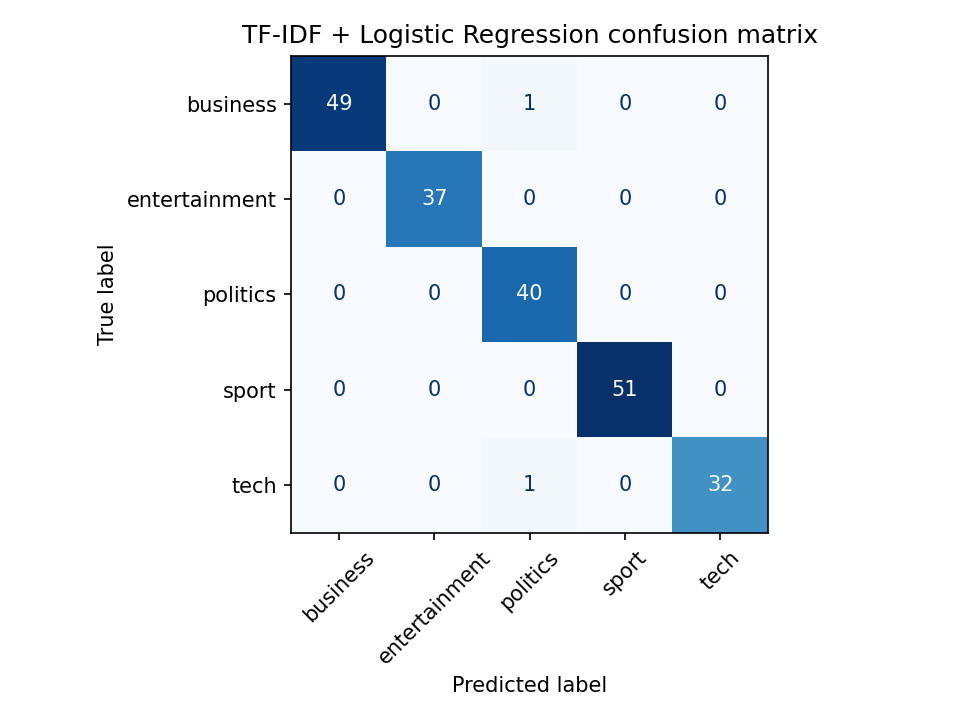 TF-IDF + Logistic Regression confusion matrix
True label
business 49 0 1 0 0
entertainment 0 37 0 0 0
politics 0 0 40 0 0
sport 0 0 0 51 0
tech 0 0 1 0 32
business entertainment politics sport tech
Predicted label